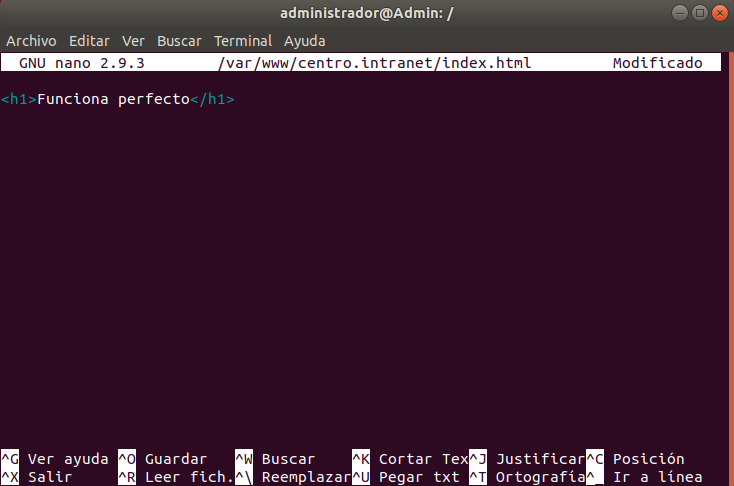 administrador@Admin: /
Archivo Editar Ver Buscar Terminal Ayuda
GNU nano 2.9.3 /var/www/centro.intranet/index.html Modificado
<h1>Funciona perfecto</h1>
^G Ver ayuda ^O Guardar ^W Buscar ^K Cortar Tex^J Justificar^C Posición
^X Salir ^R Leer fich.^\ Reemplazar^U Pegar txt ^T Ortografía^_ Ir a línea